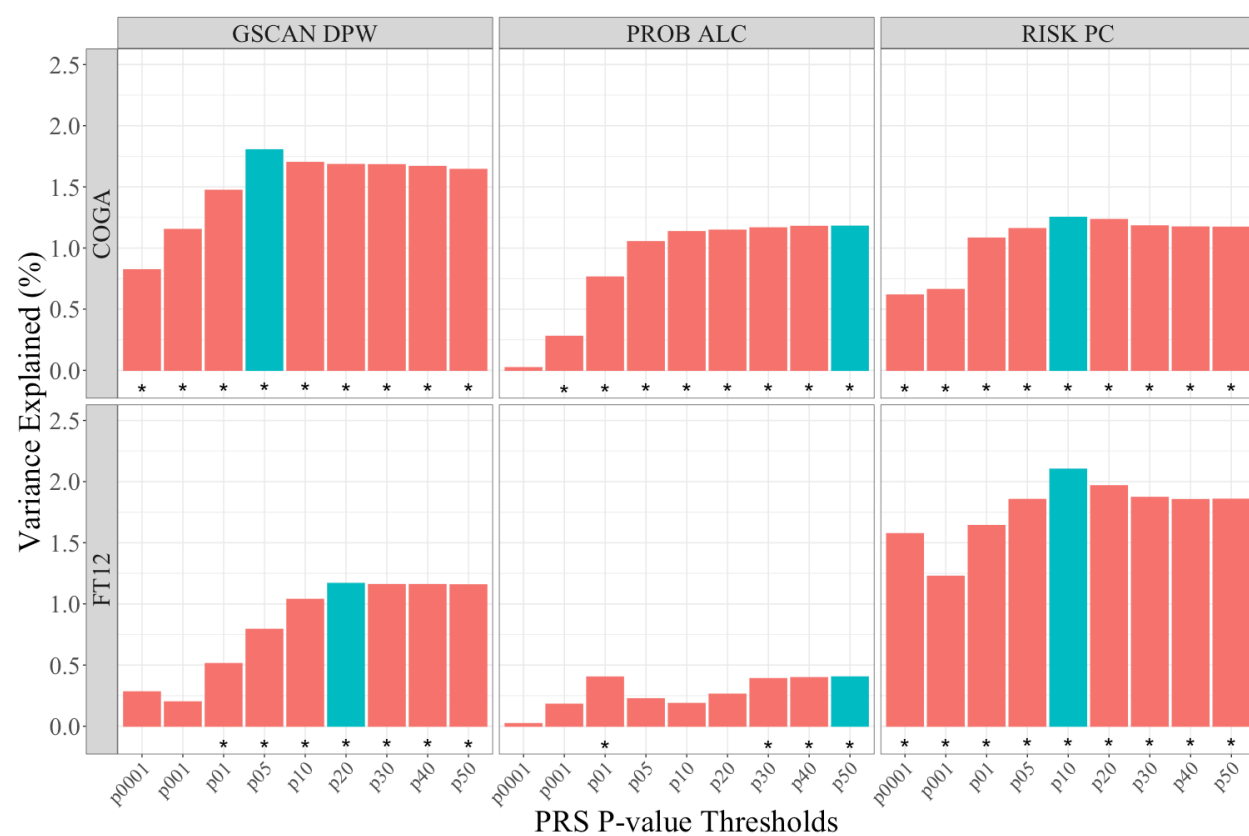 GSCAN DPW PROB ALC RISK PC
Variance Explained (%)
COGA
2.5
2.0
1.5
1.0
0.5
0.0
* * * * * * * * *
* * * * * * * *
* * * * * * * * *
FT12
2.5
2.0
1.5
1.0
0.5
0.0
* * * * * * *
* * * *
* * * * * * * * *
p0001 p001 p01 p05 p10 p20 p30 p40 p50
p0001 p001 p01 p05 p10 p20 p30 p40 p50
p0001 p001 p01 p05 p10 p20 p30 p40 p50
PRS P-value Thresholds